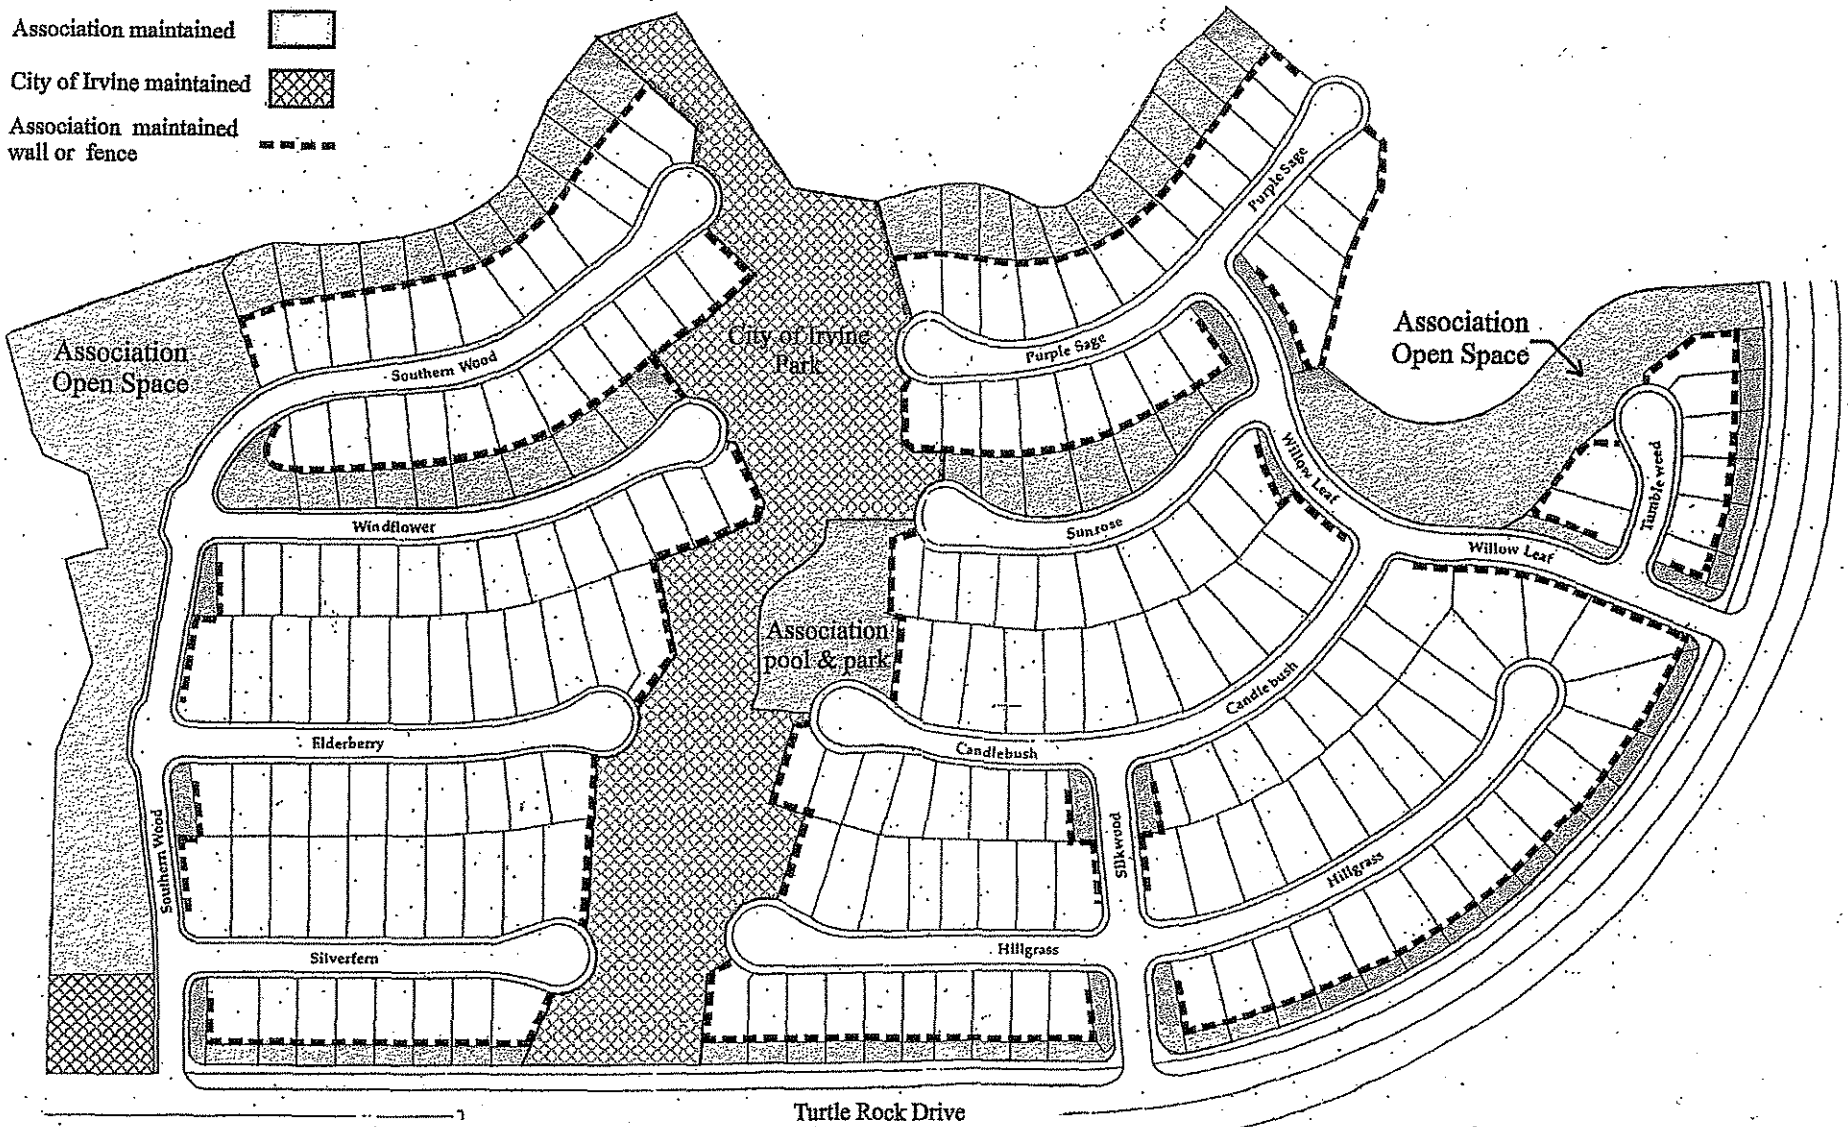 Association maintained
City of Irvine maintained
Association maintained
wall or fence
Purple Sage
Association
Open Space
Southern Wood
City of Irvine
Park
Purple Sage
Association
Open Space
Windflower
Sunrose
Willow Leaf
Willow Leaf
Tumbleweed
Association
pool & park
Elderberry
Candlebush
Candlebush
Southern Wood
Silkwood
Hillgrass
Silverfern
Hillgrass
Turtle Rock Drive